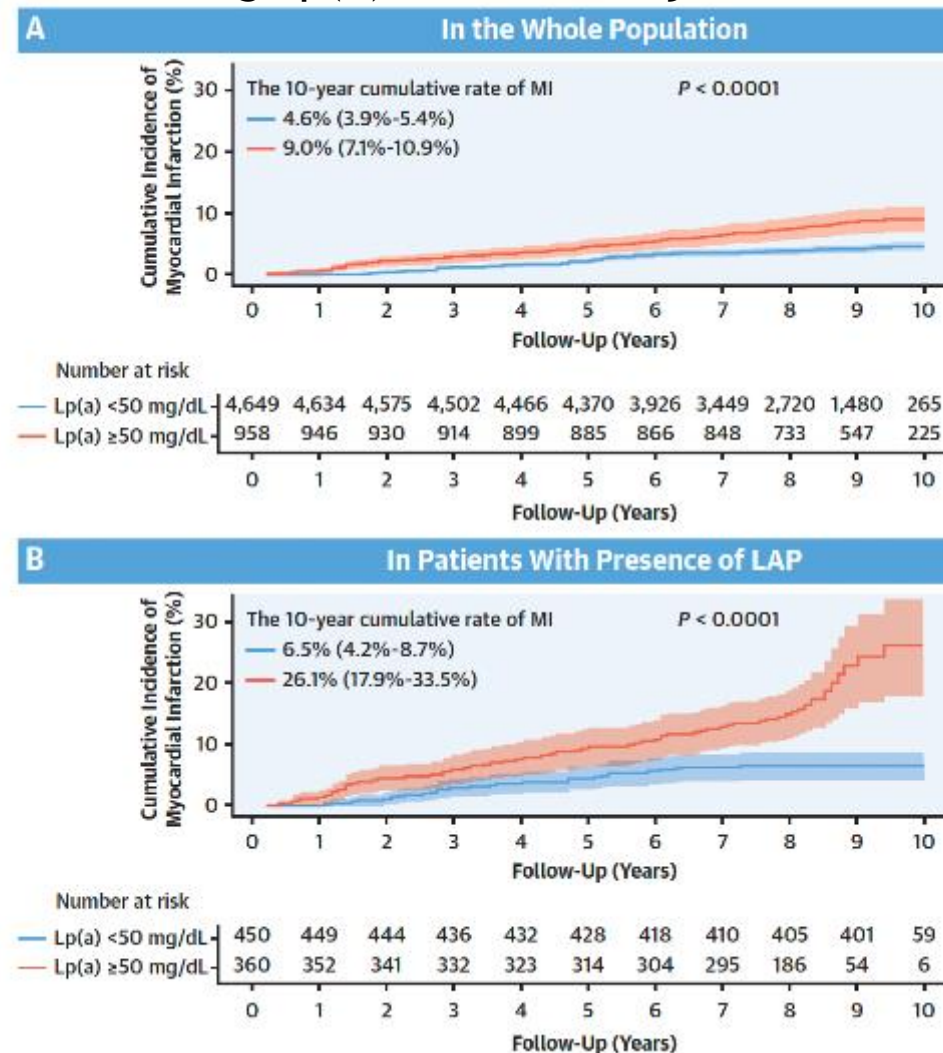 A In the Whole Population
Cumulative Incidence of
Myocardial Infarction (%)
30
20
10
0
The 10-year cumulative rate of MI P < 0.0001
4.6% (3.9%-5.4%)
9.0% (7.1%-10.9%)
0 1 2 3 4 5 6 7 8 9 10
Follow-Up (Years)
Number at risk
Lp(a) <50 mg/dL 4,649 4,634 4,575 4,502 4,466 4,370 3,926 3,449 2,720 1,480 265
Lp(a) ≥50 mg/dL 958 946 930 914 899 885 866 848 733 547 225
0 1 2 3 4 5 6 7 8 9 10
Follow-Up (Years)
B In Patients With Presence of LAP
Cumulative Incidence of
Myocardial Infarction (%)
30
20
10
0
The 10-year cumulative rate of MI P < 0.0001
6.5% (4.2%-8.7%)
26.1% (17.9%-33.5%)
0 1 2 3 4 5 6 7 8 9 10
Follow-Up (Years)
Number at risk
Lp(a) <50 mg/dL 450 449 444 436 432 428 418 410 405 401 59
Lp(a) ≥50 mg/dL 360 352 341 332 323 314 304 295 186 54 6
0 1 2 3 4 5 6 7 8 9 10
Follow-Up (Years)